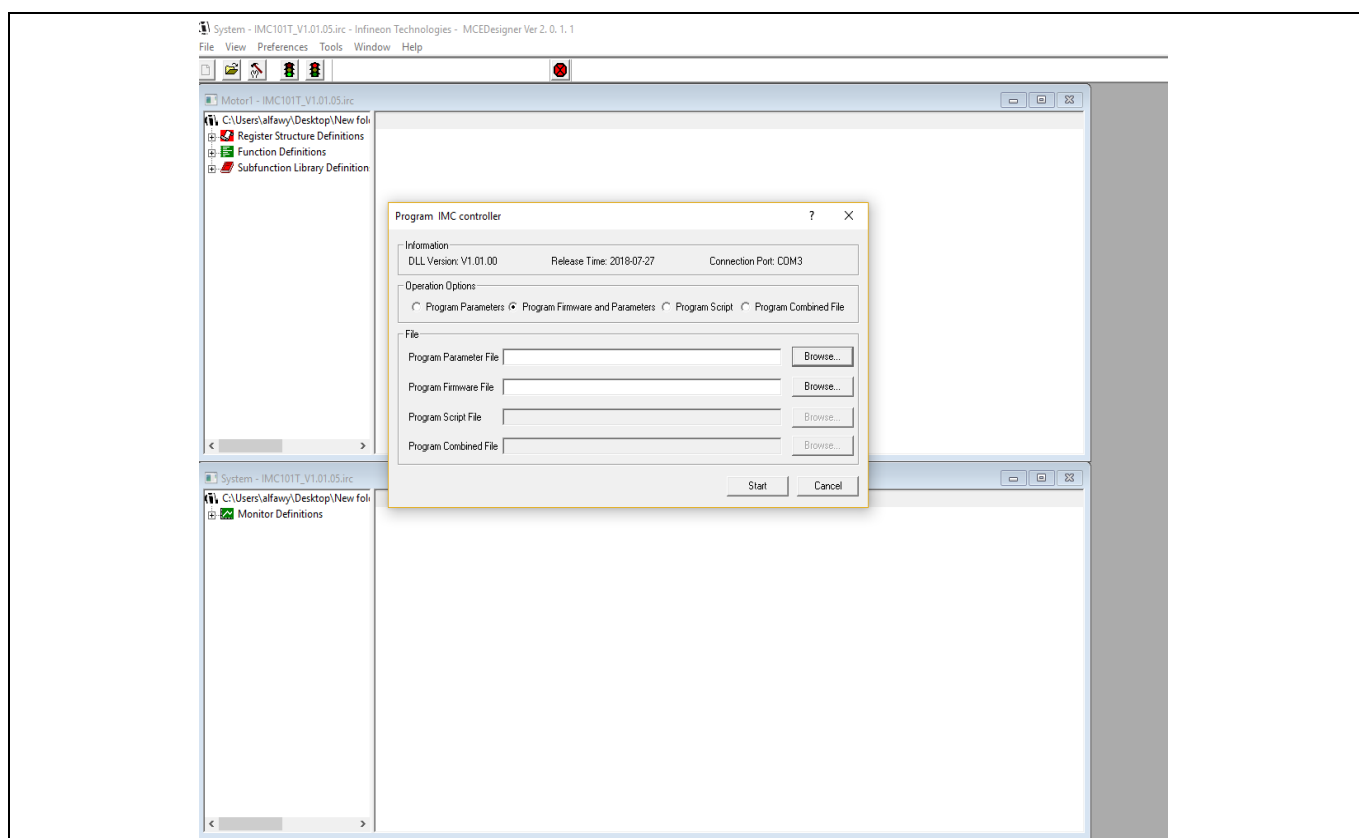 System - IMC101T_V1.01.05.irc - Infineon Technologies - MCEDesigner Ver 2. 0. 1. 1
File View Preferences Tools Window Help
Motor1 - IMC101T_V1.01.05.irc
C:\Users\alfawy\Desktop\New fol
Register Structure Definitions
Function Definitions
Subfunction Library Definition
Program IMC controller ? X
Information
DLL Version: V1.01.00 Release Time: 2018-07-27 Connection Port: COM3
Operation Options
Program Parameters Program Firmware and Parameters Program Script Program Combined File
File
Program Parameter File Browse...
Program Firmware File Browse...
Program Script File Browse...
Program Combined File Browse...
Start Cancel
System - IMC101T_V1.01.05.irc
C:\Users\alfawy\Desktop\New fol
Monitor Definitions